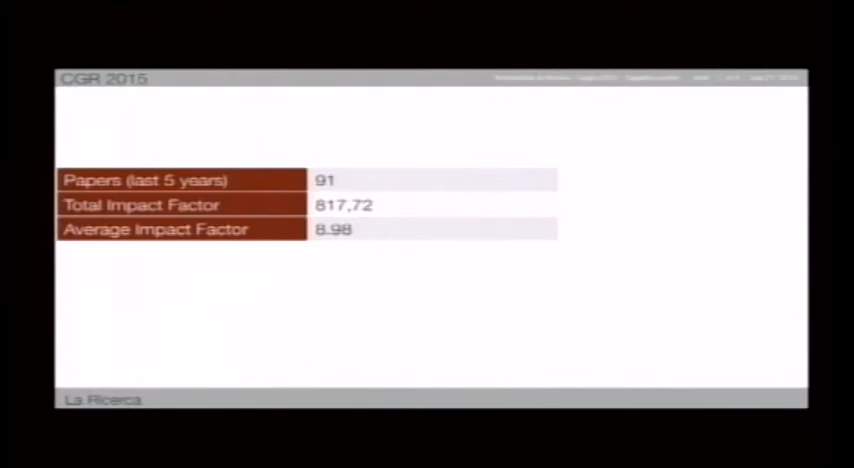 CGR 2015
Papers (last 5 years) 91
Total Impact Factor 817,72
Average Impact Factor 8.98
La Ricerca